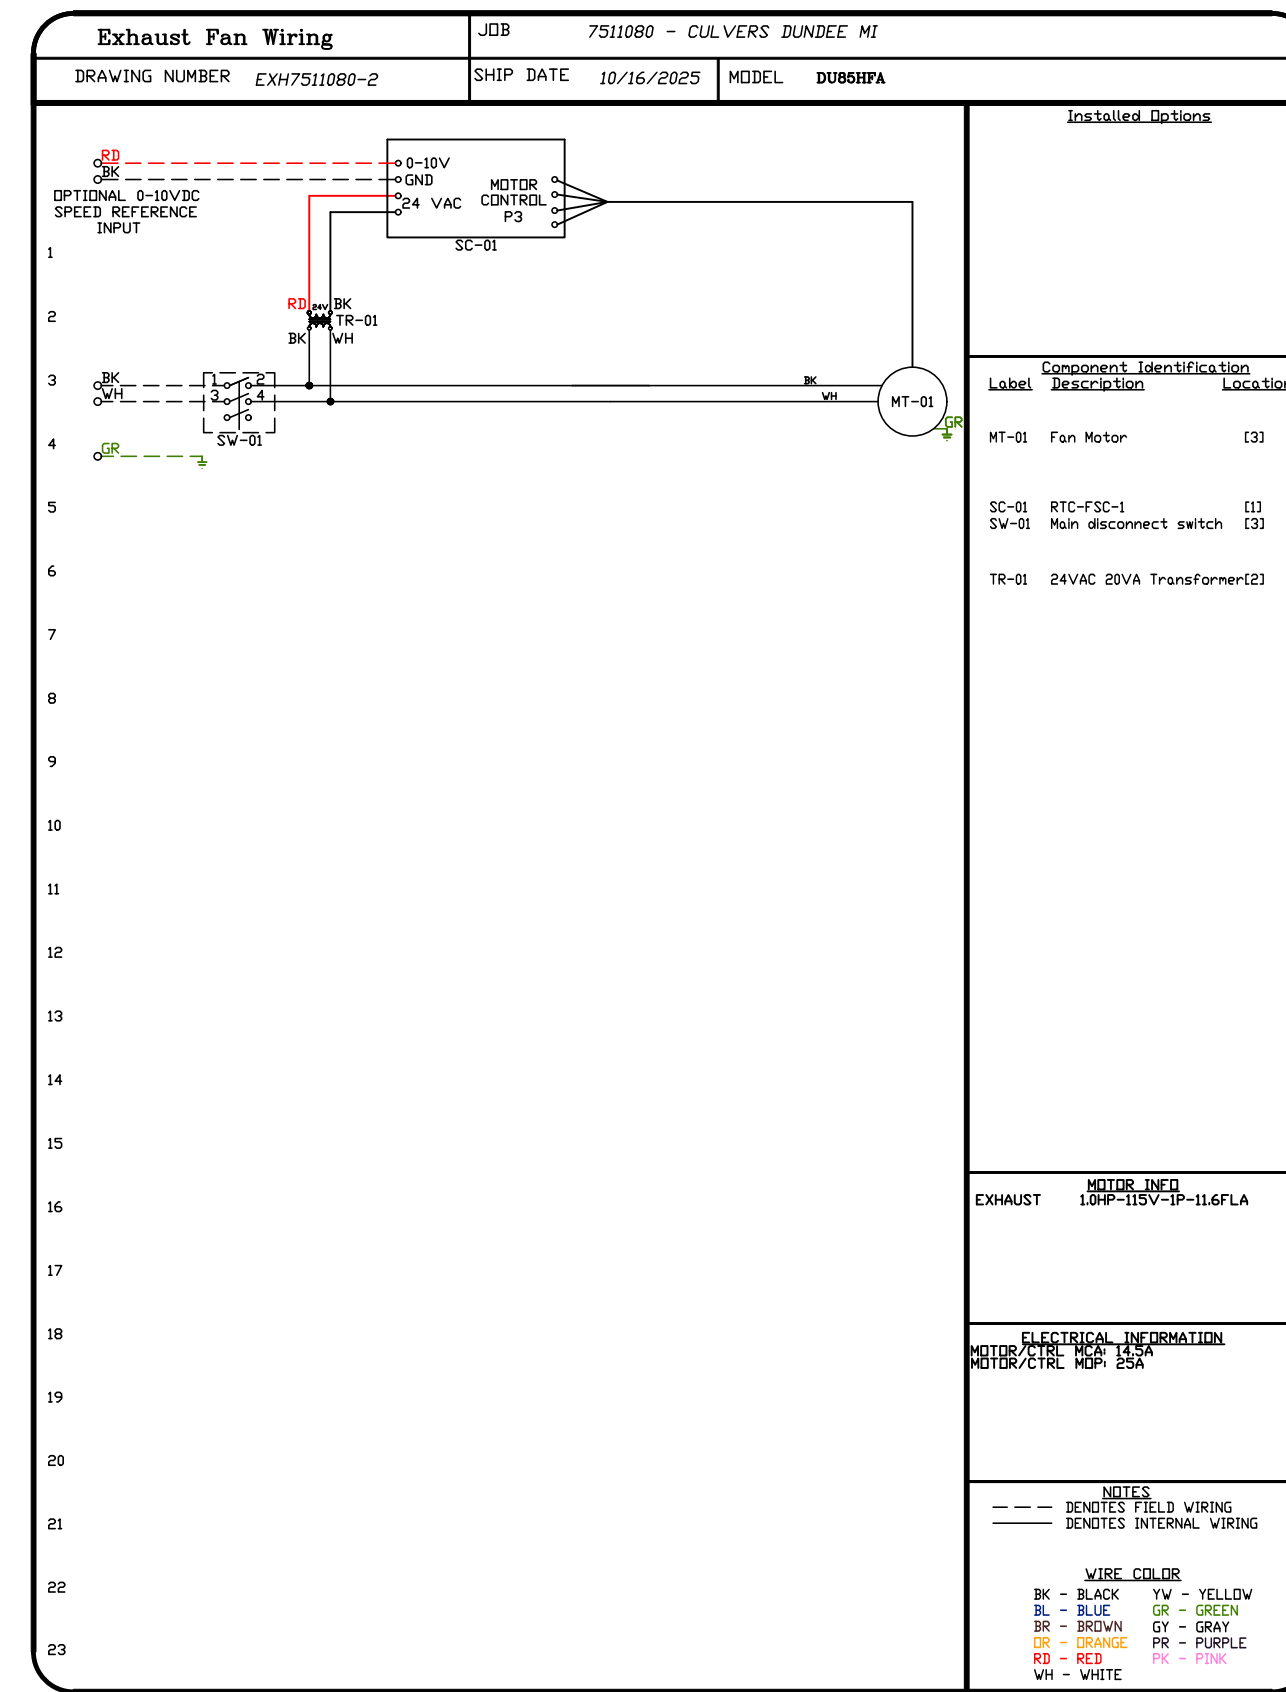 Exhaust Fan Wiring
JOB 7511080 - CULVERS DUNDEE MI
DRAWING NUMBER EXH7511080-2
SHIP DATE 10/16/2025
MODEL DU85HFA
RD
BK
OPTIONAL 0-10VDC
SPEED REFERENCE
INPUT
0-10V
GND
24 VAC
MOTOR
CONTROL
P3
SC-01
RD 24V BK
TR-01
BK WH
BK
WH
1 2
3 4
SW-01
GR
BK
WH
MT-01
GR
1
2
3
4
5
6
7
8
9
10
11
12
13
14
15
16
17
18
19
20
21
22
23
Installed Options
Component Identification
Label Description Location
MT-01 Fan Motor [3]
SC-01 RTC-FSC-1 [1]
SW-01 Main disconnect switch [3]
TR-01 24VAC 20VA Transformer[2]
MOTOR INFO
EXHAUST 1.0HP-115V-1P-11.6FLA
ELECTRICAL INFORMATION
MOTOR/CTRL MCA: 14.5A
MOTOR/CTRL MOP: 25A
NOTES
DENOTES FIELD WIRING
DENOTES INTERNAL WIRING
WIRE COLOR
BK - BLACK YW - YELLOW
BL - BLUE GR - GREEN
BR - BROWN GY - GRAY
OR - ORANGE PR - PURPLE
RD - RED PK - PINK
WH - WHITE